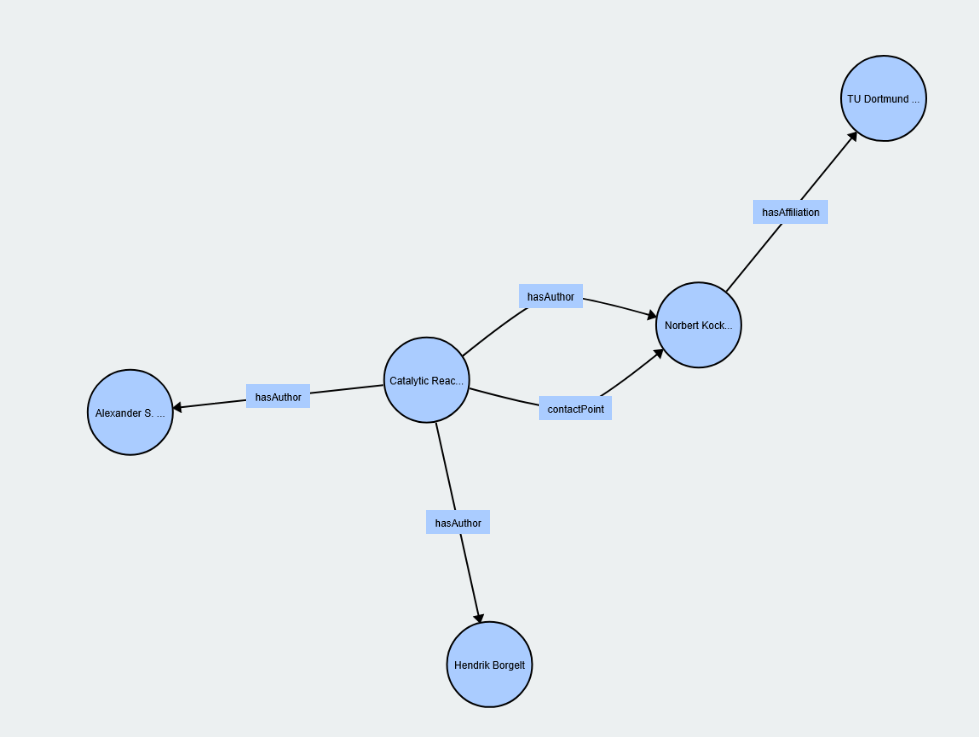 TU Dortmund ...
hasAffiliation
hasAuthor
Norbert Kock...
Catalytic Reac...
hasAuthor
contactPoint
Alexander S. ...
hasAuthor
Hendrik Borgelt